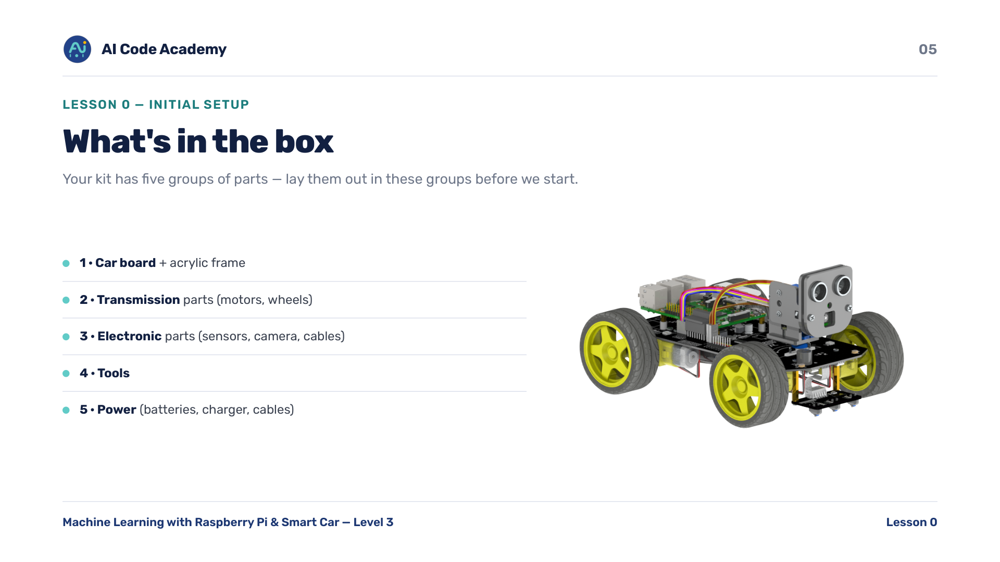 AI Code Academy
05
LESSON 0 — INITIAL SETUP
What's in the box
Your kit has five groups of parts — lay them out in these groups before we start.
1 • Car board + acrylic frame
2 • Transmission parts (motors, wheels)
3 • Electronic parts (sensors, camera, cables)
4 • Tools
5 • Power (batteries, charger, cables)
Machine Learning with Raspberry Pi & Smart Car — Level 3
Lesson 0